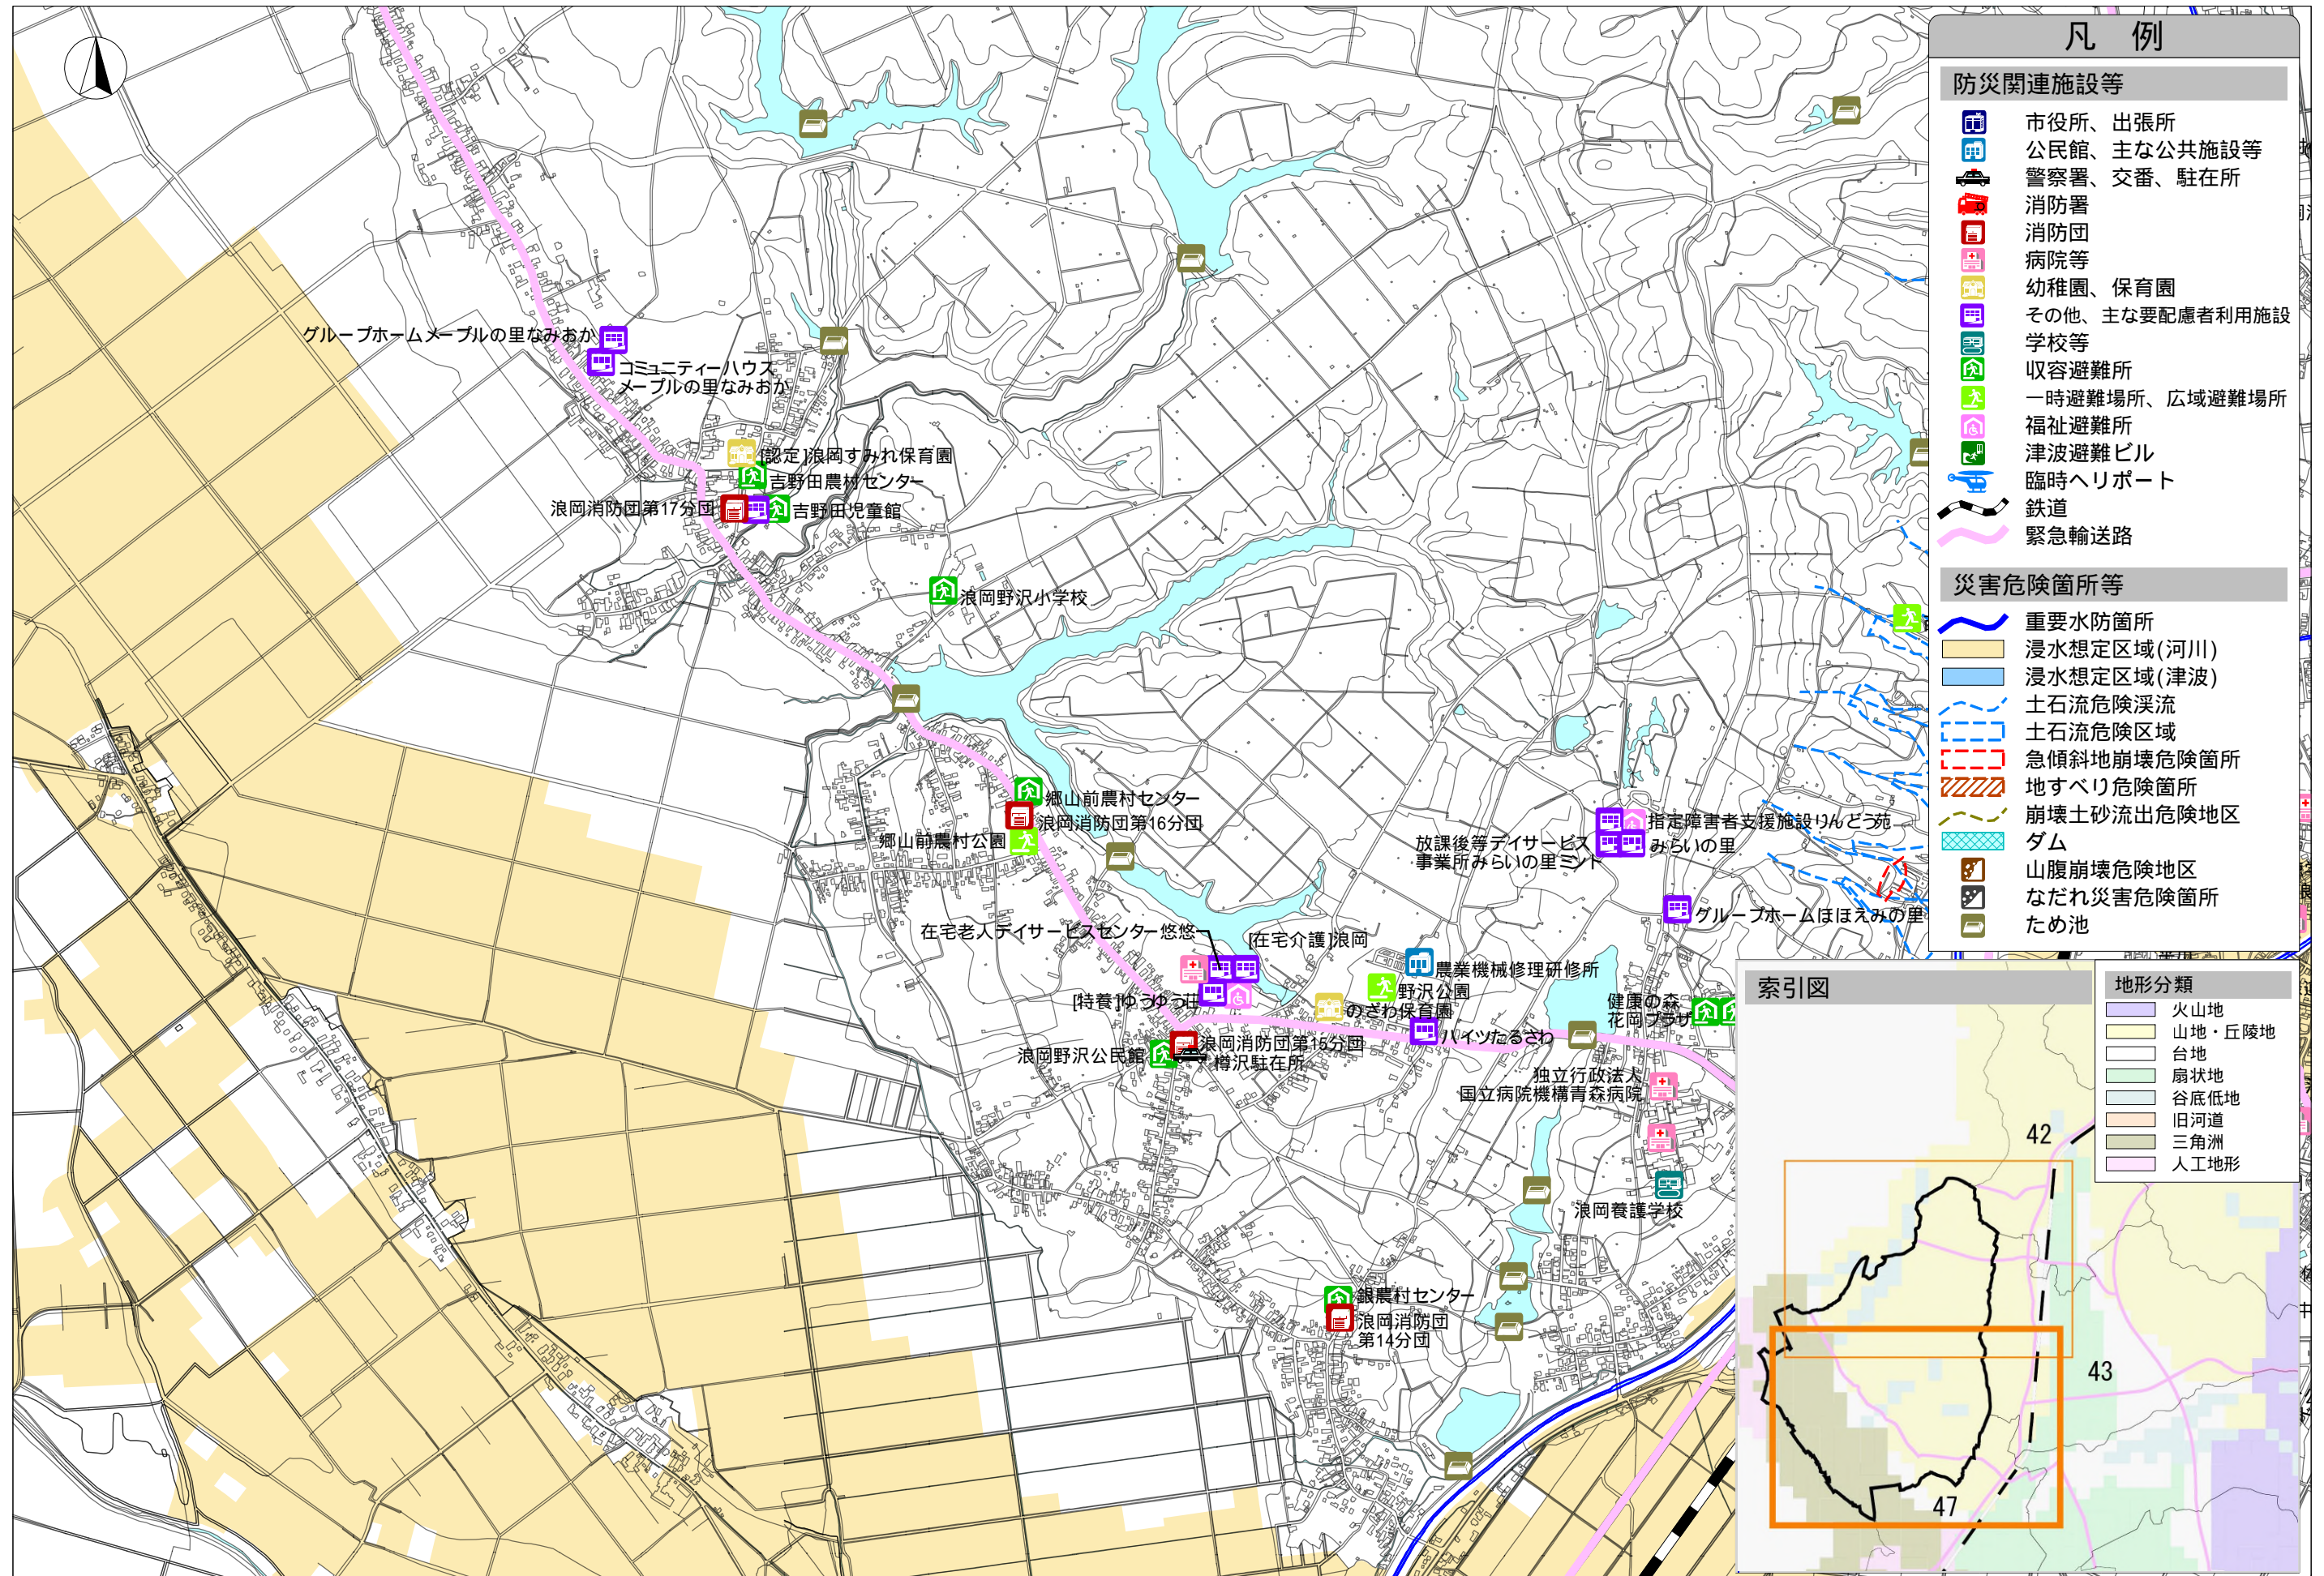 凡 例
防災関連施設等
市役所、出張所
公民館、主な公共施設等
警察署、交番、駐在所
消防署
消防団
病院等
幼稚園、保育園
その他、主な要配慮者利用施設
学校等
収容避難所
一時避難場所、広域避難場所
福祉避難所
津波避難ビル
臨時ヘリポート
鉄道
緊急輸送路
災害危険箇所等
重要水防箇所
浸水想定区域(河川)
浸水想定区域(津波)
土石流危険渓流
土石流危険区域
急傾斜地崩壊危険箇所
地すべり危険箇所
崩壊土砂流出危険地区
ダム
山腹崩壊危険地区
なだれ災害危険箇所
ため池
グループホームメープルの里なみおか
コミュニティーハウス
メープルの里なみおか
[認定]浪岡すみれ保育園
吉野田農村センター
浪岡消防団第17分団
吉野田児童館
浪岡野沢小学校
郷山前農村センター
浪岡消防団第16分団
郷山前農村公園
指定障害者支援施設りんどう苑
放課後等デイサービス
事業所みらいの里ミント
みらいの里
グループホームほほえみの里
在宅老人デイサービスセンター悠悠
[在宅介護]浪岡
農業機械修理研修所
野沢公園
[特養]ゆうゆう荘
のざわ保育園
健康の森
花岡プラザ
ハイツたるさわ
浪岡消防団第15分団
浪岡野沢公民館
樽沢駐在所
独立行政法人
国立病院機構青森病院
浪岡養護学校
銀農村センター
浪岡消防団
第14分団
索引図
42
43
47
地形分類
火山地
山地・丘陵地
台地
扇状地
谷底低地
旧河道
三角洲
人工地形